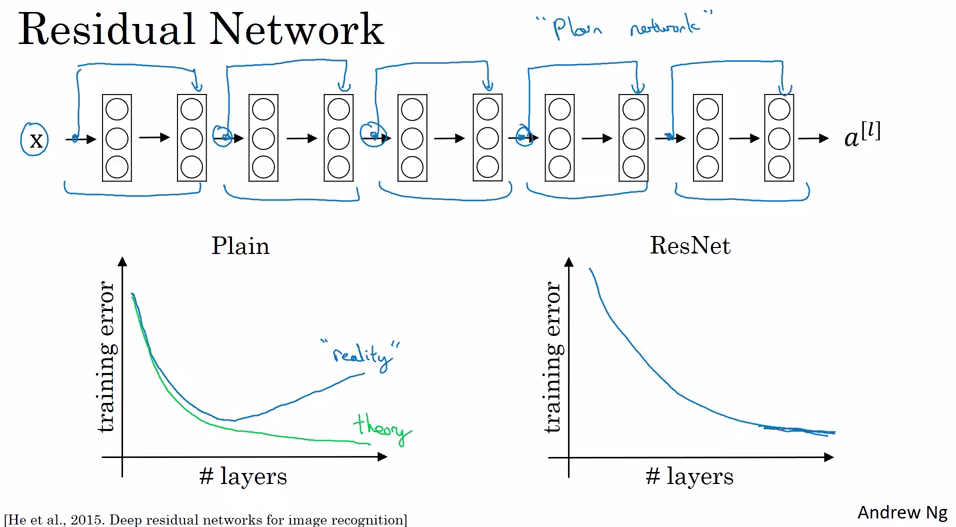 Residual Network
"Plain network"
x
a[l]
Plain
ResNet
training error
"reality"
theory
# layers
training error
# layers
[He et al., 2015. Deep residual networks for image recognition]
Andrew Ng